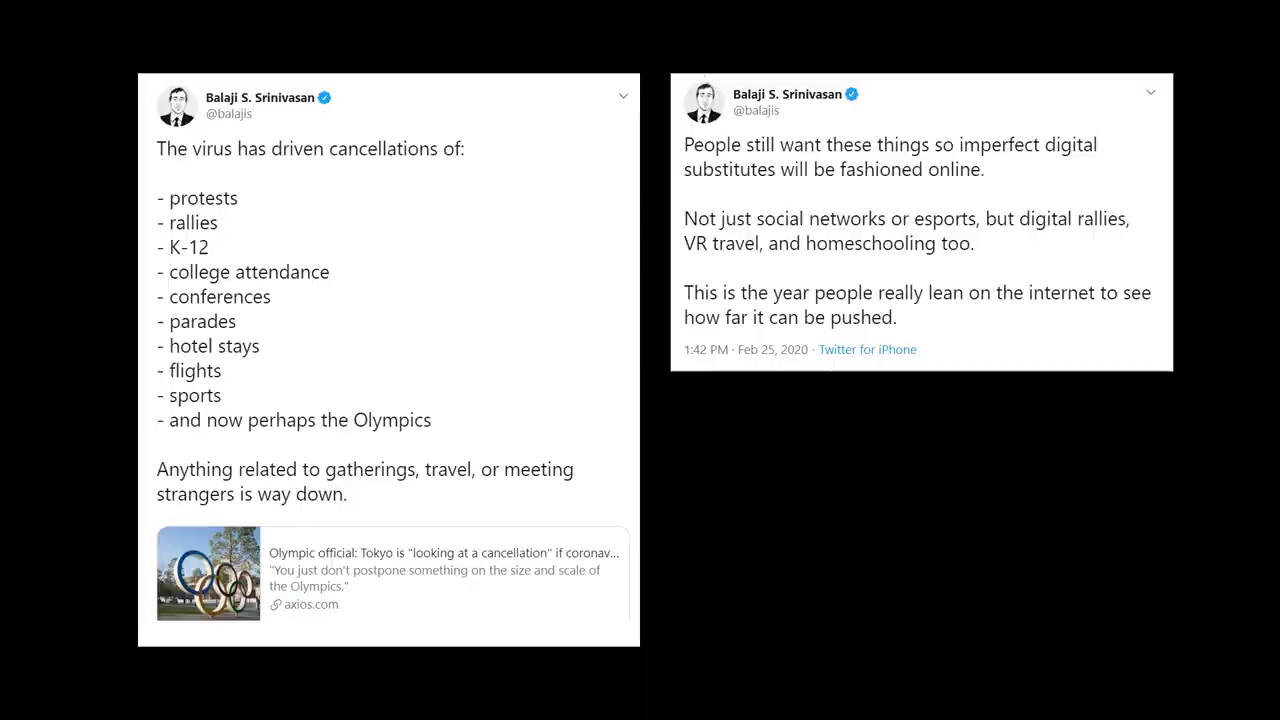 Balaji S. Srinivasan
@balajis
The virus has driven cancellations of:
- protests
- rallies
- K-12
- college attendance
- conferences
- parades
- hotel stays
- flights
- sports
- and now perhaps the Olympics
Anything related to gatherings, travel, or meeting
strangers is way down.
Olympic official: Tokyo is "looking at a cancellation" if coronav...
"You just don't postpone something on the size and scale of
the Olympics."
axios.com
Balaji S. Srinivasan
@balajis
People still want these things so imperfect digital
substitutes will be fashioned online.
Not just social networks or esports, but digital rallies,
VR travel, and homeschooling too.
This is the year people really lean on the internet to see
how far it can be pushed.
1:42 PM · Feb 25, 2020 · Twitter for iPhone